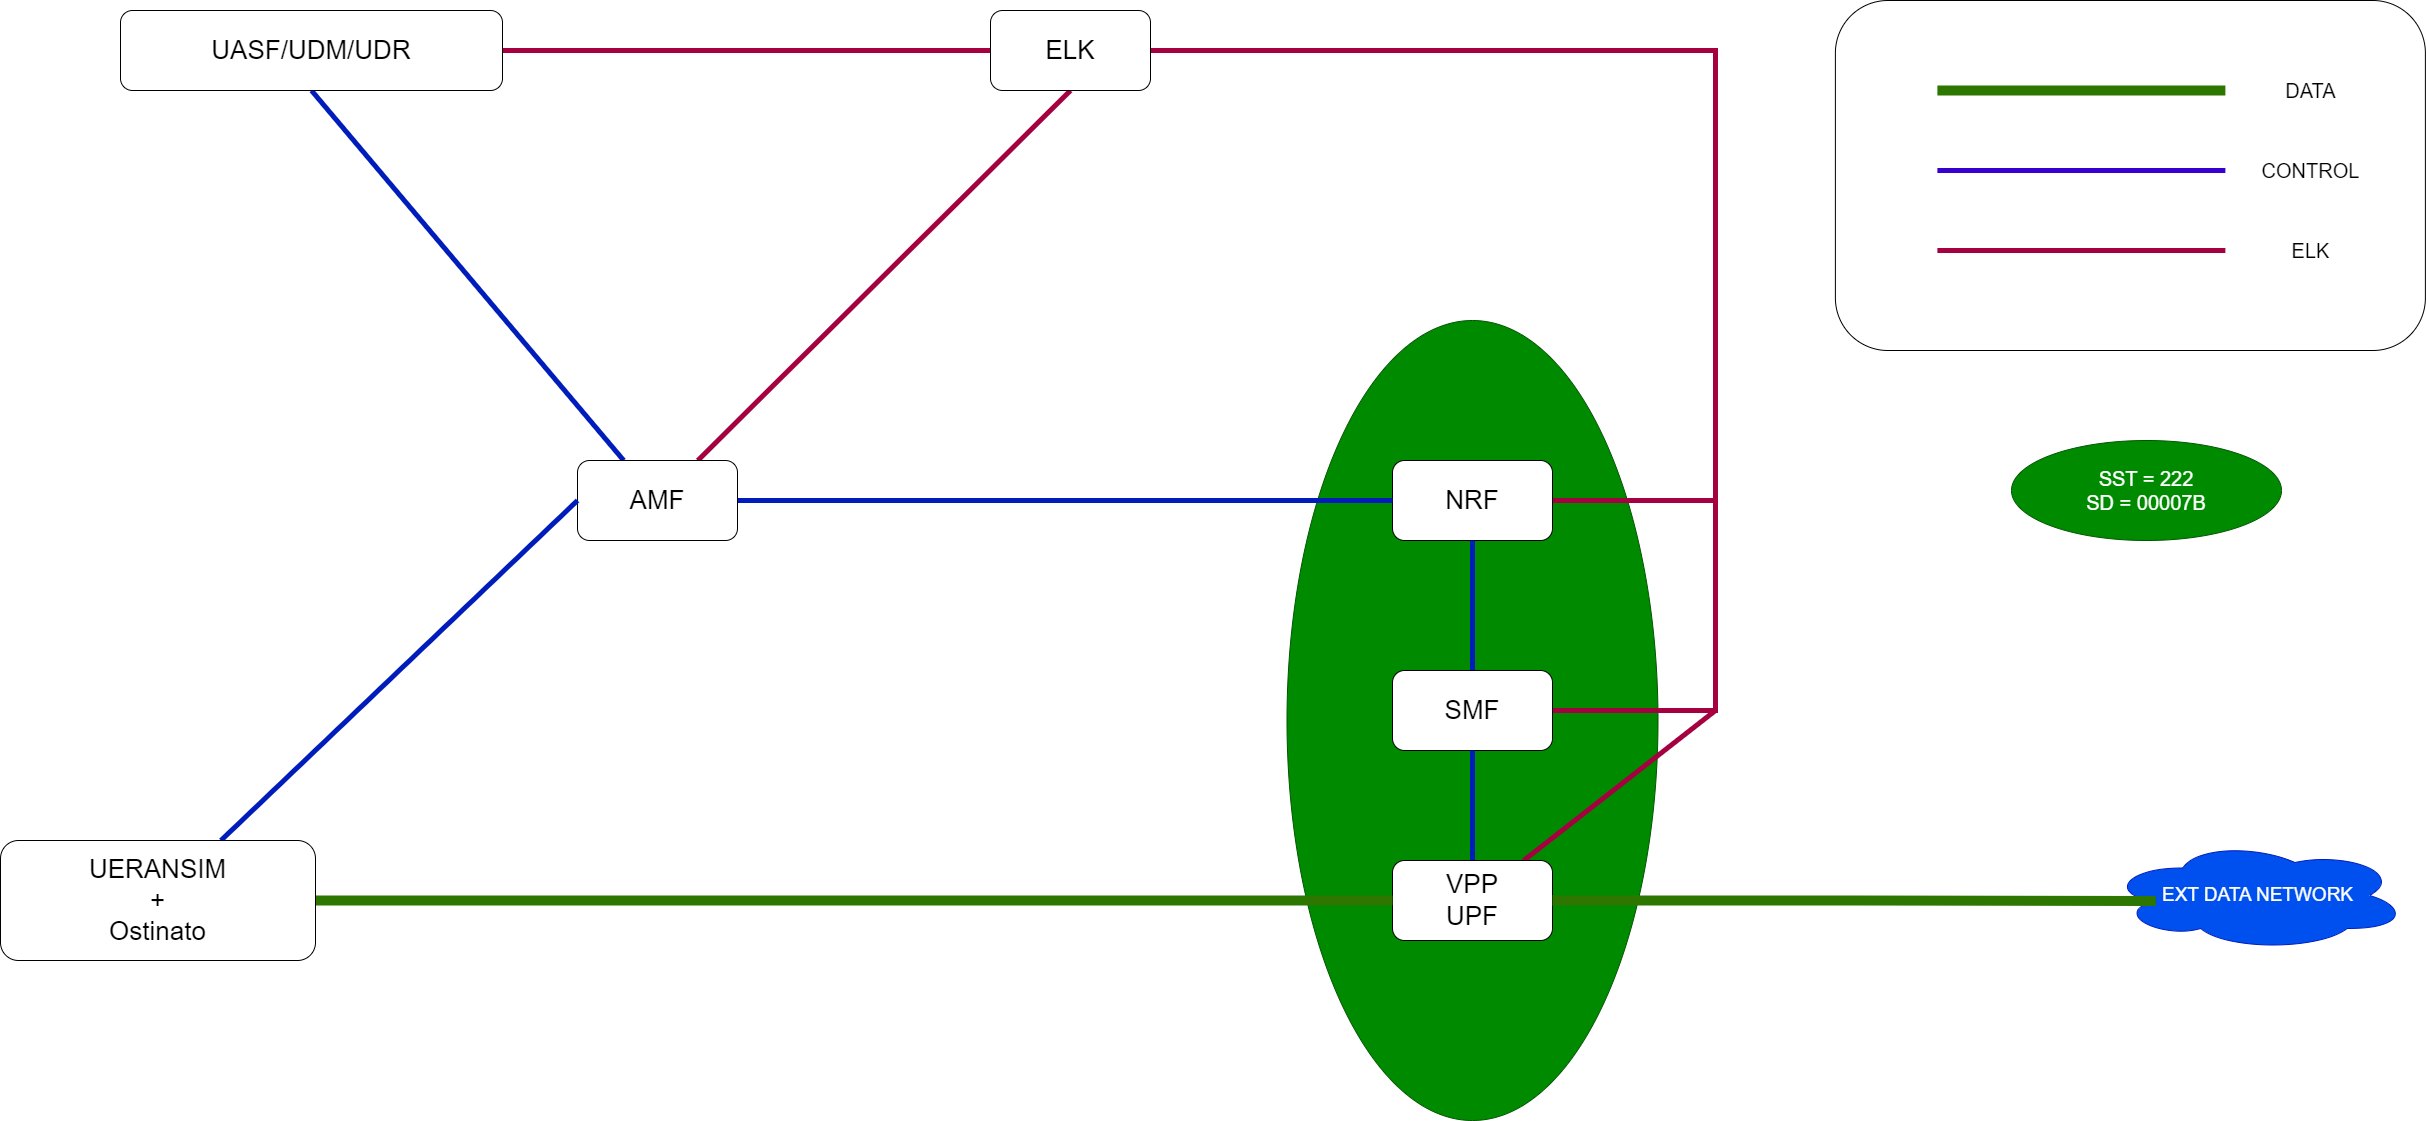 UASF/UDM/UDR
ELK
DATA
CONTROL
ELK
AMF
NRF
SST = 222
SD = 00007B
SMF
UERANSIM
+
Ostinato
VPP
UPF
EXT DATA NETWORK